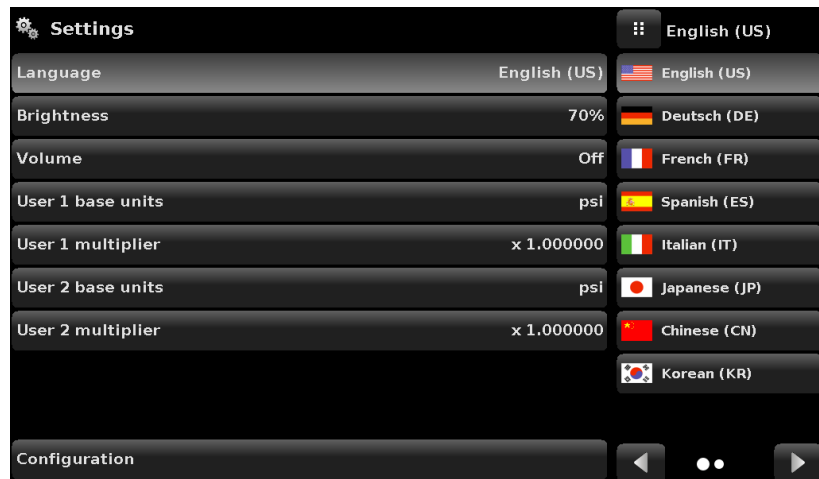 Settings
Language English (US)
Brightness 70%
Volume Off
User 1 base units psi
User 1 multiplier x 1.000000
User 2 base units psi
User 2 multiplier x 1.000000
Configuration
English (US)
English (US)
Deutsch (DE)
French (FR)
Spanish (ES)
Italian (IT)
Japanese (JP)
Chinese (CN)
Korean (KR)